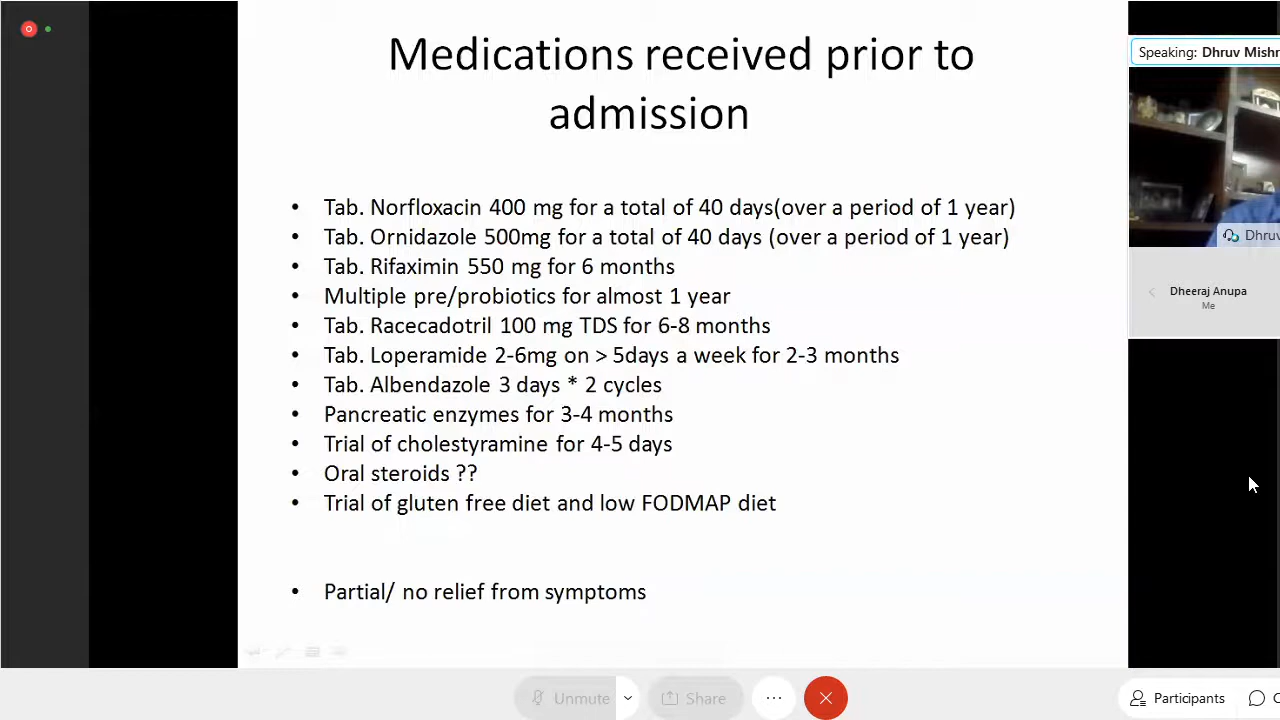 Medications received prior to
admission
• Tab. Norfloxacin 400 mg for a total of 40 days(over a period of 1 year)
• Tab. Ornidazole 500mg for a total of 40 days (over a period of 1 year)
• Tab. Rifaximin 550 mg for 6 months
• Multiple pre/probiotics for almost 1 year
• Tab. Racecadotril 100 mg TDS for 6-8 months
• Tab. Loperamide 2-6mg on > 5days a week for 2-3 months
• Tab. Albendazole 3 days * 2 cycles
• Pancreatic enzymes for 3-4 months
• Trial of cholestyramine for 4-5 days
• Oral steroids ??
• Trial of gluten free diet and low FODMAP diet
• Partial/ no relief from symptoms
Speaking: Dhruv Mishr
Dhruv
Dheeraj Anupa
Me
Unmute
Share
Participants